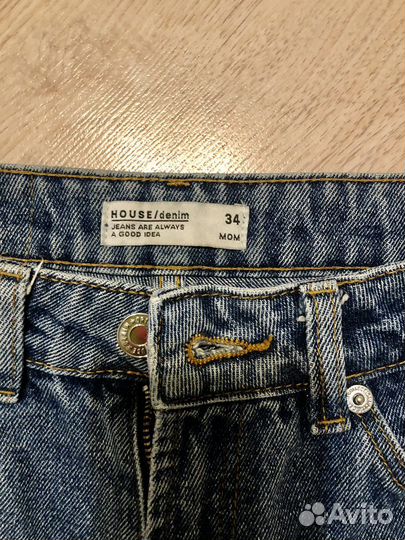 HOUSE/denim 34
JEANS ARE ALWAYS
A GOOD IDEA MOM
Avito